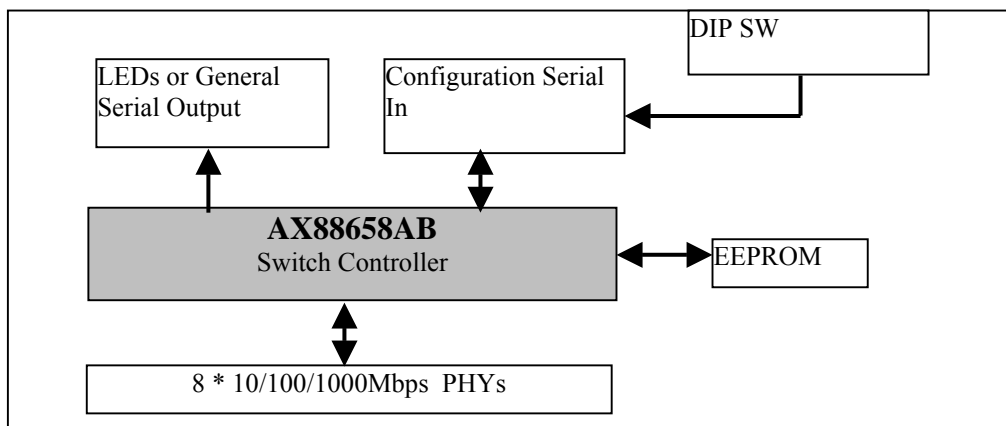 DIP SW
LEDs or General
Serial Output
Configuration Serial
In
AX88658AB
Switch Controller
EEPROM
8 * 10/100/1000Mbps PHYs